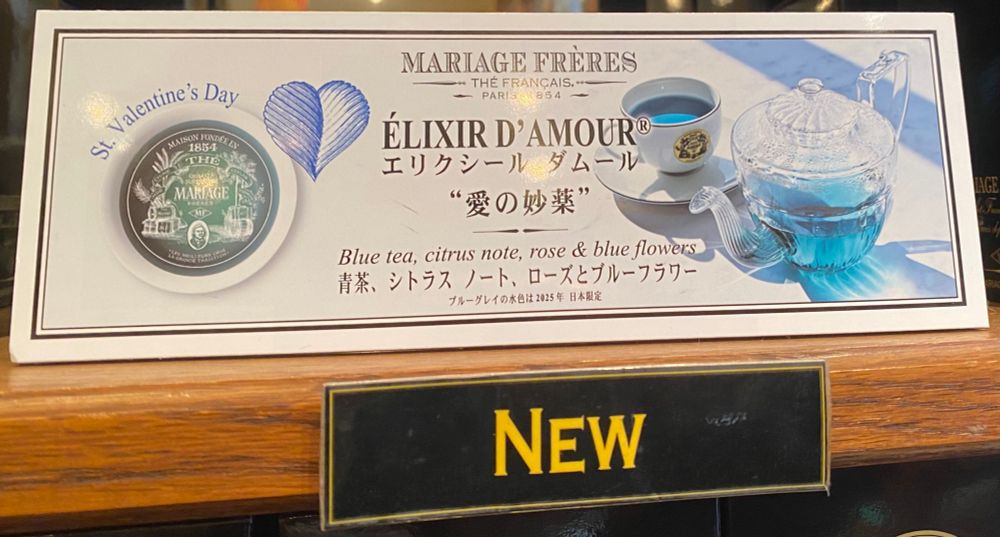 MARIAGE FRÈRES
THÉ FRANÇAIS
PARIS 1854
St. Valentine's Day
MAISON FONDÉE EN
1854
THÉ
MARIAGE
FRÈRES
MF
ÉLIXIR D'AMOUR®
エリクシール ダムール
"愛の妙薬"
Blue tea, citrus note, rose & blue flowers
青茶、シトラス ノート、ローズとブルーフラワー
ブルーグレイの水色は2025年 日本限定
NEW